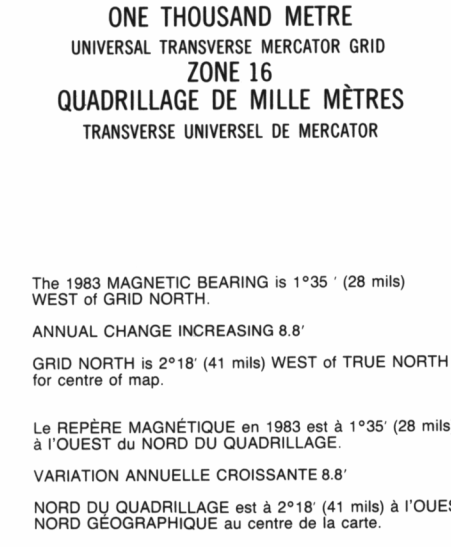 ONE THOUSAND METRE
UNIVERSAL TRANSVERSE MERCATOR GRID
ZONE 16
QUADRILLAGE DE MILLE MÈTRES
TRANSVERSE UNIVERSEL DE MERCATOR
The 1983 MAGNETIC BEARING is 1°35 ′ (28 mils)
WEST of GRID NORTH.
ANNUAL CHANGE INCREASING 8.8′
GRID NORTH is 2°18′ (41 mils) WEST of TRUE NORTH
for centre of map.
Le REPÈRE MAGNÉTIQUE en 1983 est à 1°35′ (28 mils
à l'OUEST du NORD DU QUADRILLAGE.
VARIATION ANNUELLE CROISSANTE 8.8′
NORD DU QUADRILLAGE est à 2°18′ (41 mils) à l'OUES
NORD GÉOGRAPHIQUE au centre de la carte.